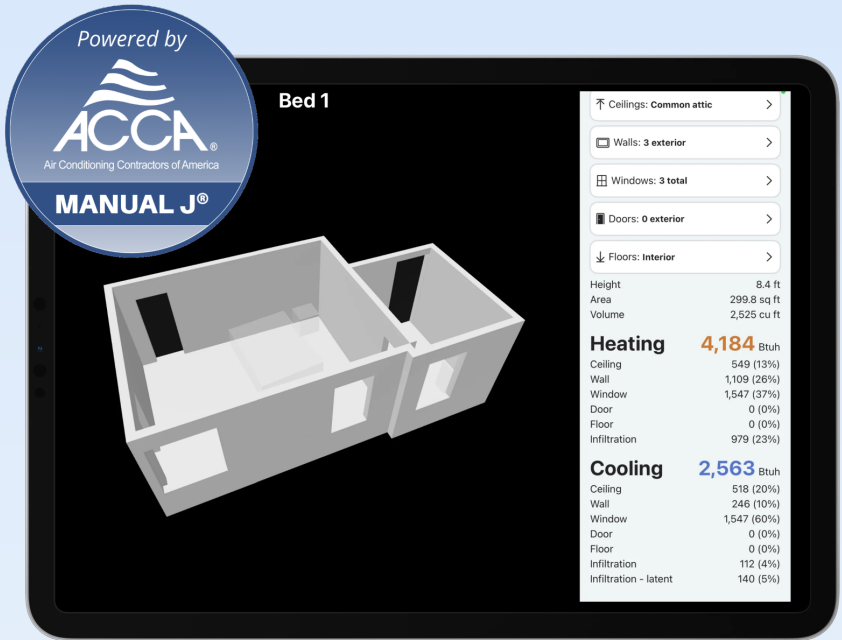 Powered by
ACCA®
Air Conditioning Contractors of America
MANUAL J®
Bed 1
Ceilings: Common attic
Walls: 3 exterior
Windows: 3 total
Doors: 0 exterior
Floors: Interior
Height 8.4 ft
Area 299.8 sq ft
Volume 2,525 cu ft
Heating 4,184 Btuh
Ceiling 549 (13%)
Wall 1,109 (26%)
Window 1,547 (37%)
Door 0 (0%)
Floor 0 (0%)
Infiltration 979 (23%)
Cooling 2,563 Btuh
Ceiling 518 (20%)
Wall 246 (10%)
Window 1,547 (60%)
Door 0 (0%)
Floor 0 (0%)
Infiltration 112 (4%)
Infiltration - latent 140 (5%)